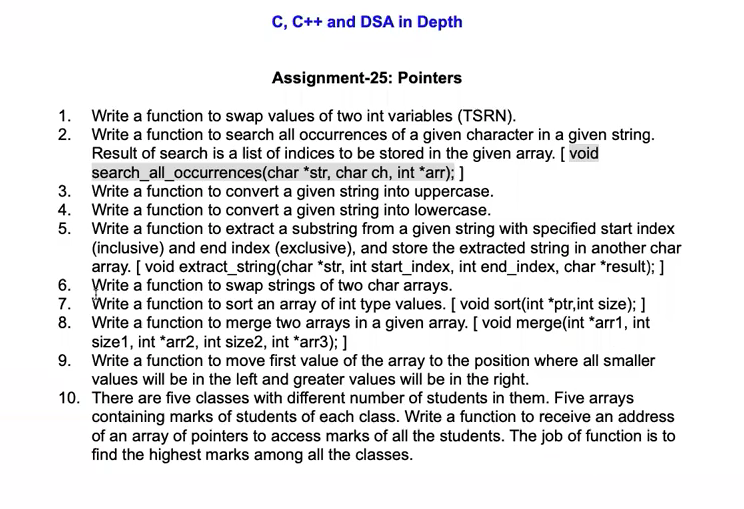 C, C++ and DSA in Depth
Assignment-25: Pointers
1. Write a function to swap values of two int variables (TSRN).
2. Write a function to search all occurrences of a given character in a given string.
Result of search is a list of indices to be stored in the given array. [ void
search_all_occurrences(char *str, char ch, int *arr); ]
3. Write a function to convert a given string into uppercase.
4. Write a function to convert a given string into lowercase.
5. Write a function to extract a substring from a given string with specified start index
(inclusive) and end index (exclusive), and store the extracted string in another char
array. [ void extract_string(char *str, int start_index, int end_index, char *result); ]
6. Write a function to swap strings of two char arrays.
7. Write a function to sort an array of int type values. [ void sort(int *ptr,int size); ]
8. Write a function to merge two arrays in a given array. [ void merge(int *arr1, int
size1, int *arr2, int size2, int *arr3); ]
9. Write a function to move first value of the array to the position where all smaller
values will be in the left and greater values will be in the right.
10. There are five classes with different number of students in them. Five arrays
containing marks of students of each class. Write a function to receive an address
of an array of pointers to access marks of all the students. The job of function is to
find the highest marks among all the classes.